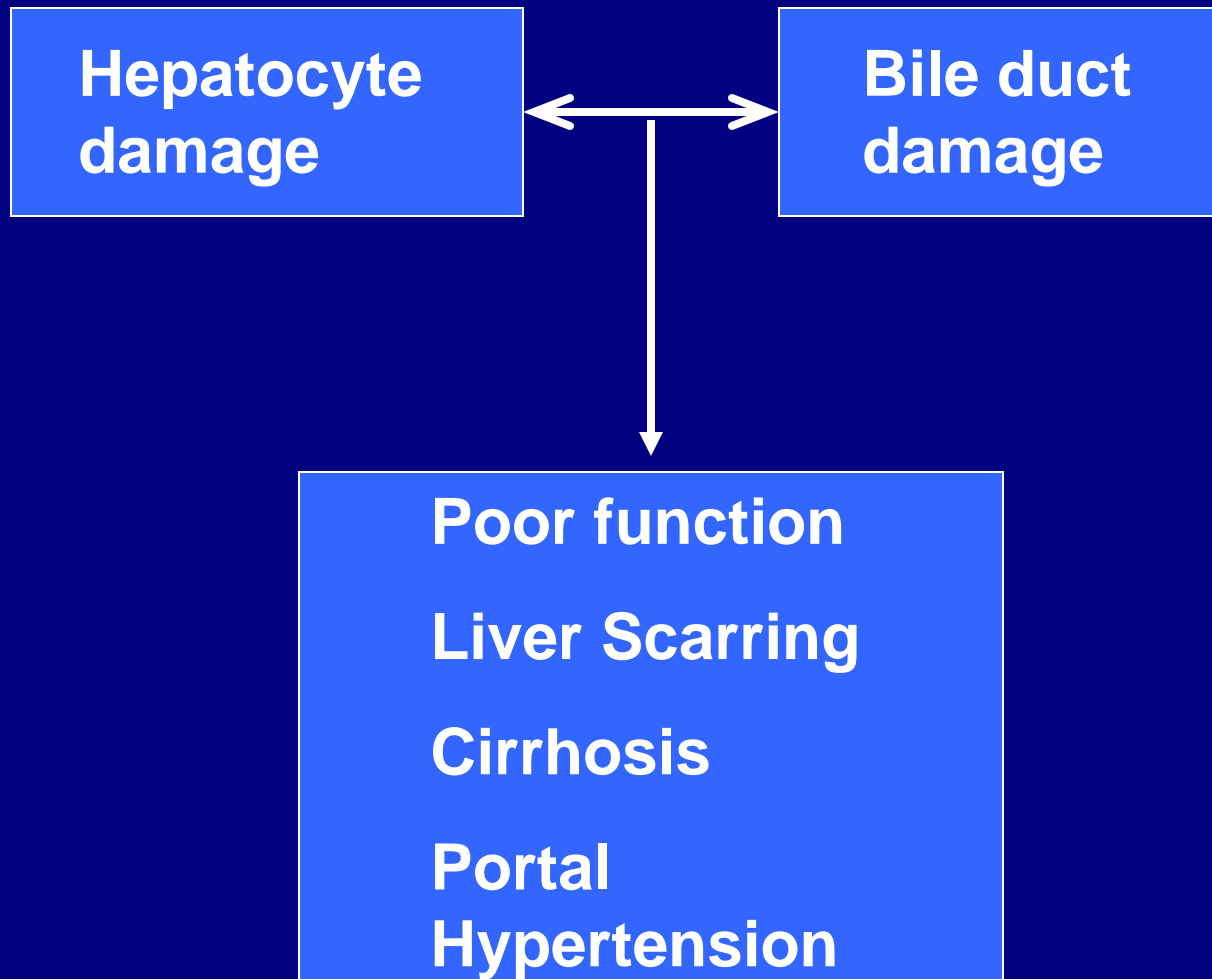 Hepatocyte
damage
Bile duct
damage
Poor function
Liver Scarring
Cirrhosis
Portal
Hypertension